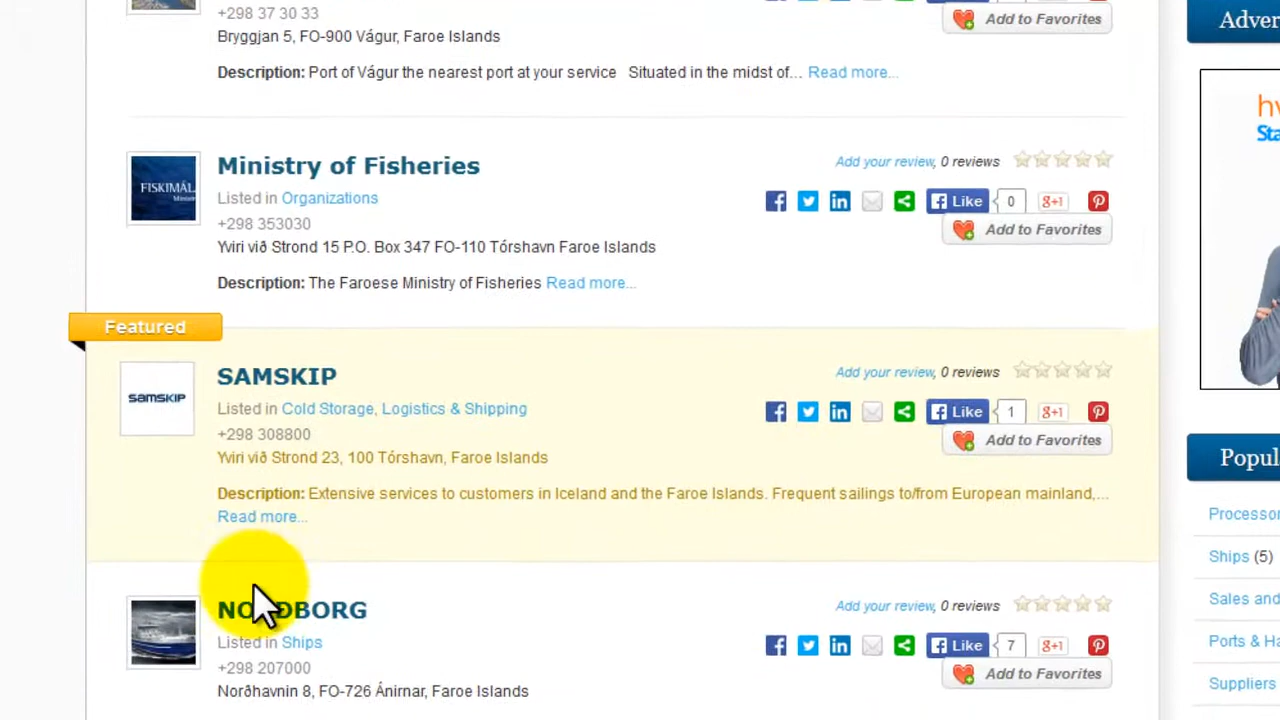 +298 37 30 33
Add to Favorites
Bryggjan 5, FO-900 Vágur, Faroe Islands
Description: Port of Vágur the nearest port at your service Situated in the midst of... Read more...
Ministry of Fisheries
Add your review, 0 reviews
FISKIMÁL
Listed in Organizations
Like 0
g+1
+298 353030
Add to Favorites
Yviri við Strond 15 P.O. Box 347 FO-110 Tórshavn Faroe Islands
Description: The Faroese Ministry of Fisheries Read more...
Featured
SAMSKIP
Add your review, 0 reviews
SAMSKIP
Listed in Cold Storage, Logistics & Shipping
Like 1
g+1
+298 308800
Add to Favorites
Yviri við Strond 23, 100 Tórshavn, Faroe Islands
Description: Extensive services to customers in Iceland and the Faroe Islands. Frequent sailings to/from European mainland,...
Read more...
NORDBORG
Add your review, 0 reviews
Listed in Ships
Like 7
g+1
+298 207000
Add to Favorites
Norðhavnin 8, FO-726 Ánirnar, Faroe Islands
Adver
Sta
Popul
Processor
Ships (5)
Sales and
Ports & Ha
Suppliers